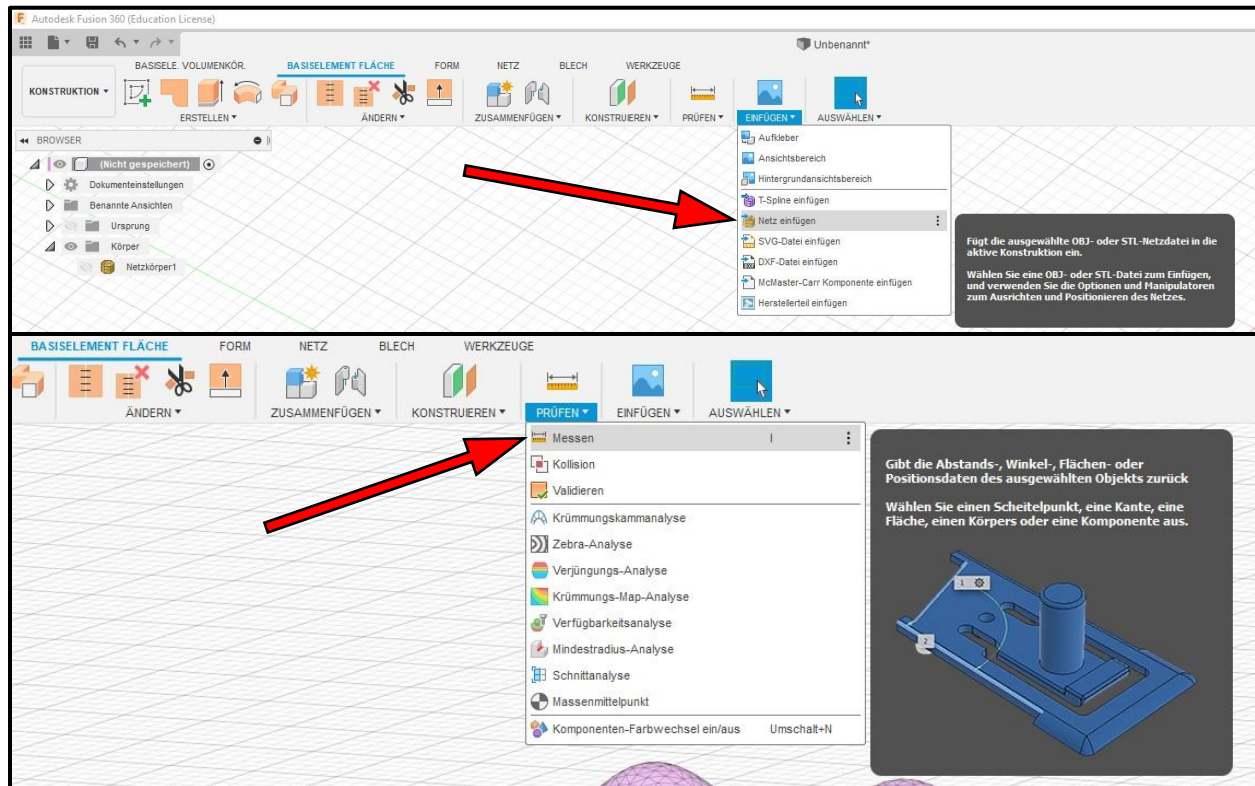 Autodesk Fusion 360 (Education License)
Unbenannt*
BASISELE. VOLUMENKÖR. BASISELEMENT FLÄCHE FORM NETZ BLECH WERKZEUGE
KONSTRUKTION
ERSTELLEN ÄNDERN ZUSAMMENFÜGEN KONSTRUIEREN PRÜFEN EINFÜGEN AUSWÄHLEN
BROWSER
(Nicht gespeichert)
Dokumenteinstellungen
Benannte Ansichten
Ursprung
Körper
Netzkörper1
Aufkleber
Ansichtsbereich
Hintergrundansichtsbereich
T-Spline einfügen
Netz einfügen
SVG-Datei einfügen
DXF-Datei einfügen
McMaster-Carr Komponente einfügen
Herstellerteil einfügen
Fügt die ausgewählte OBJ- oder STL-Netzdatei in die
aktive Konstruktion ein.
Wählen Sie eine OBJ- oder STL-Datei zum Einfügen,
und verwenden Sie die Optionen und Manipulatoren
zum Ausrichten und Positionieren des Netzes.
BASISELEMENT FLÄCHE FORM NETZ BLECH WERKZEUGE
ÄNDERN ZUSAMMENFÜGEN KONSTRUIEREN PRÜFEN EINFÜGEN AUSWÄHLEN
Messen I
Kollision
Validieren
Krümmungskammanalyse
Zebra-Analyse
Verjüngungs-Analyse
Krümmungs-Map-Analyse
Verfügbarkeitsanalyse
Mindestradius-Analyse
Schnittanalyse
Massenmittelpunkt
Komponenten-Farbwechsel ein/aus Umschalt+N
Gibt die Abstands-, Winkel-, Flächen- oder
Positionsdaten des ausgewählten Objekts zurück
Wählen Sie einen Scheitelpunkt, eine Kante, eine
Fläche, einen Körpers oder eine Komponente aus.
1
2